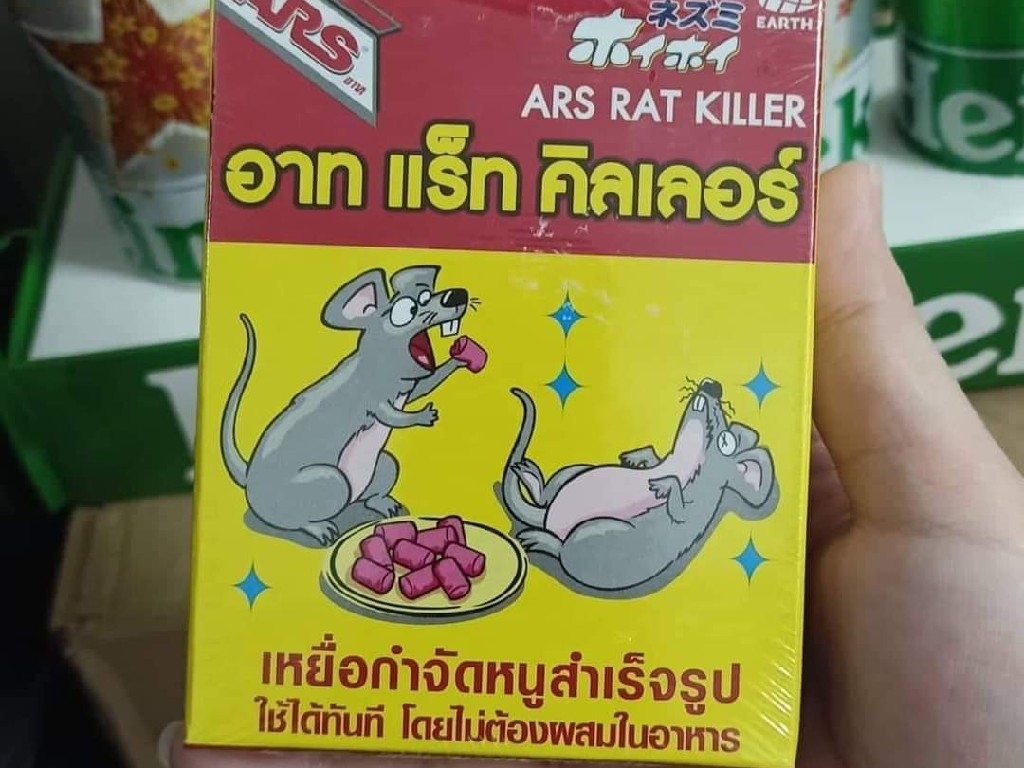 ARS
อาท
ネズミ
ホイホイ
EARTH
ARS RAT KILLER
อาท แร็ท คิลเลอร์
เหยื่อกำจัดหนูสำเร็จรูป
ใช้ได้ทันที โดยไม่ต้องผสมในอาหาร